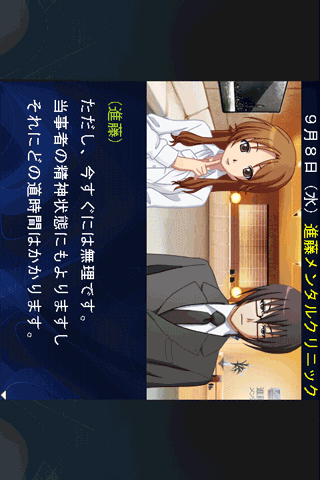 9月8日（水）進藤メンタルクリニック
（進藤）
ただし、今すぐには無理です。
当事者の精神状態にもよりますし
それにどの道時間はかかります。